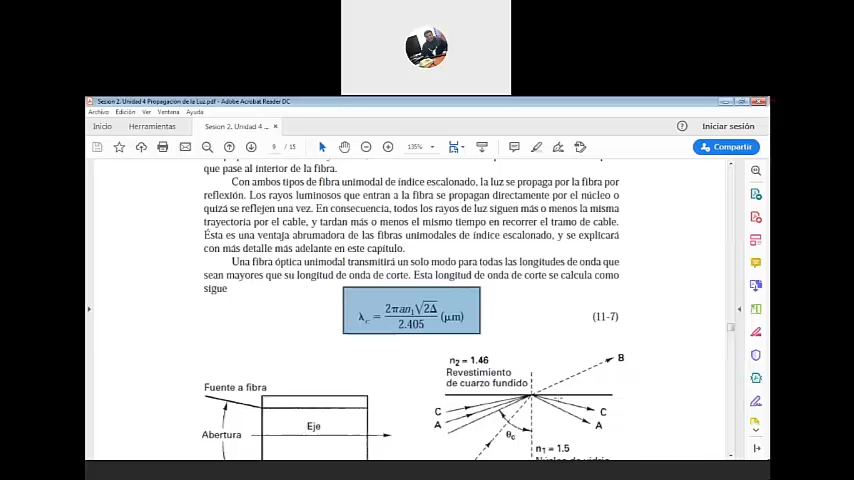 Sesion 2. Unidad 4 Propagacion de la Luz.pdf - Adobe Acrobat Reader DC
Archivo Edición Ver Ventana Ayuda
Inicio Herramientas Sesion 2. Unidad 4 ... × Iniciar sesión
9 / 15 135% Compartir
que pase al interior de la fibra.
Con ambos tipos de fibra unimodal de índice escalonado, la luz se propaga por la fibra por
reflexión. Los rayos luminosos que entran a la fibra se propagan directamente por el núcleo o
quizá se reflejen una vez. En consecuencia, todos los rayos de luz siguen más o menos la misma
trayectoria por el cable, y tardan más o menos el mismo tiempo en recorrer el tramo de cable.
Ésta es una ventaja abrumadora de las fibras unimodales de índice escalonado, y se explicará
con más detalle más adelante en este capítulo.
Una fibra óptica unimodal transmitirá un solo modo para todas las longitudes de onda que
sean mayores que su longitud de onda de corte. Esta longitud de onda de corte se calcula como
sigue
λc = 2πan₁√2Δ / 2.405 (μm) (11-7)
n₂ = 1.46
Revestimiento
de cuarzo fundido
B
Fuente a fibra
C
A
C
A
Abertura
Eje
θc
n₁ = 1.5